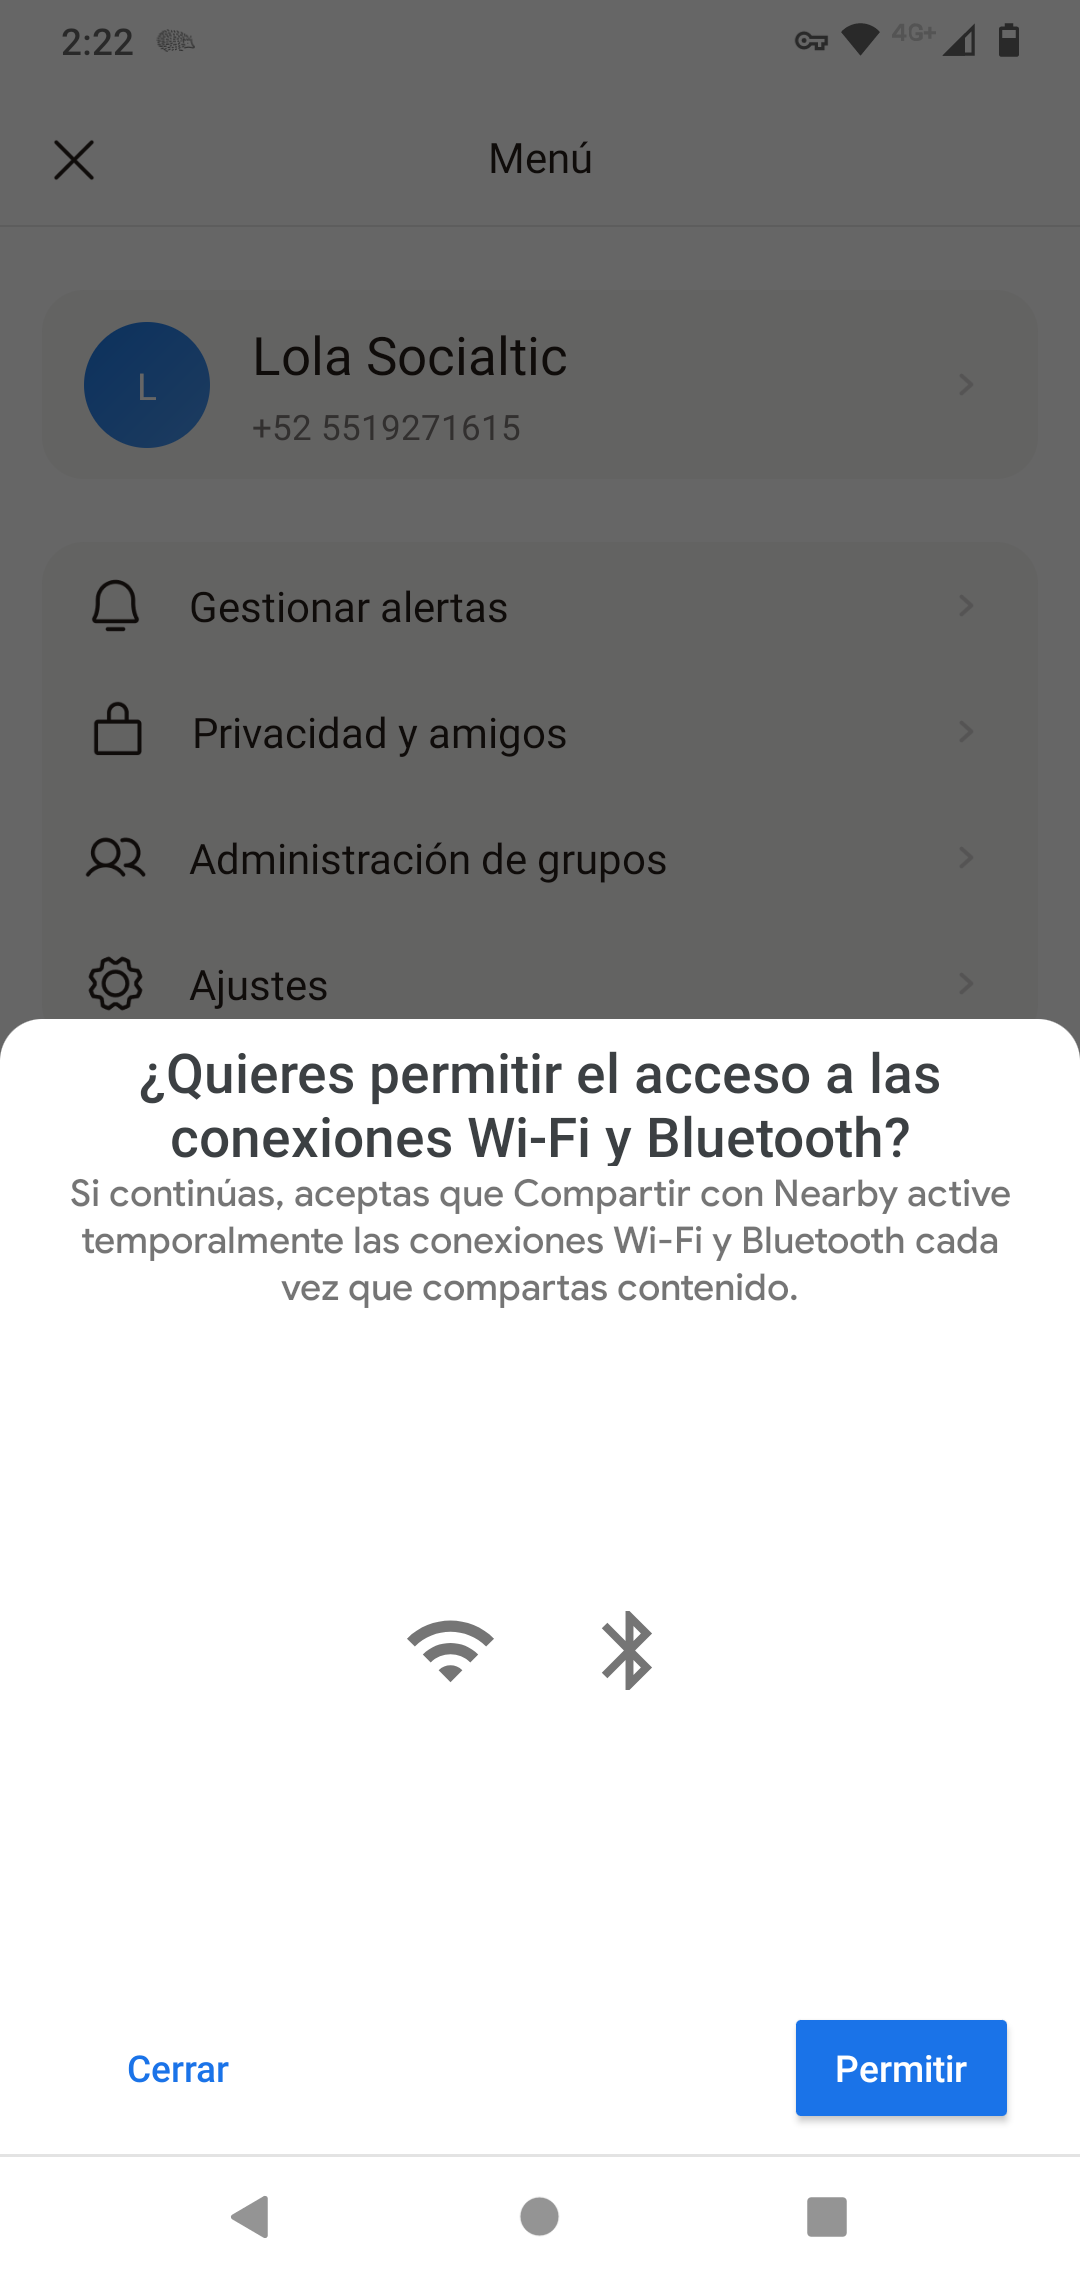 2:22
4G+
Menú
L
Lola Socialtic
+52 5519271615
Gestionar alertas
Privacidad y amigos
Administración de grupos
Ajustes
¿Quieres permitir el acceso a las
conexiones Wi-Fi y Bluetooth?
Si continúas, aceptas que Compartir con Nearby active
temporalmente las conexiones Wi-Fi y Bluetooth cada
vez que compartas contenido.
Cerrar
Permitir